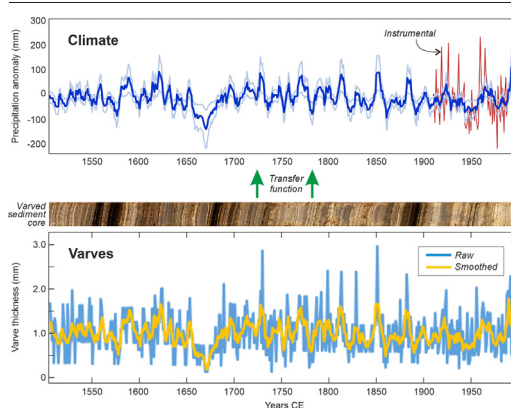 300
200
100
0
-100
-200
Precipitation anomaly (mm)
Climate
Instrumental
1550 1600 1650 1700 1750 1800 1850 1900 1950
Transfer
function
Varved
sediment
core
Varves
Raw
Smoothed
3.0
2.0
1.0
0
Varve thickness (mm)
1550 1600 1650 1700 1750 1800 1850 1900 1950
Years CE